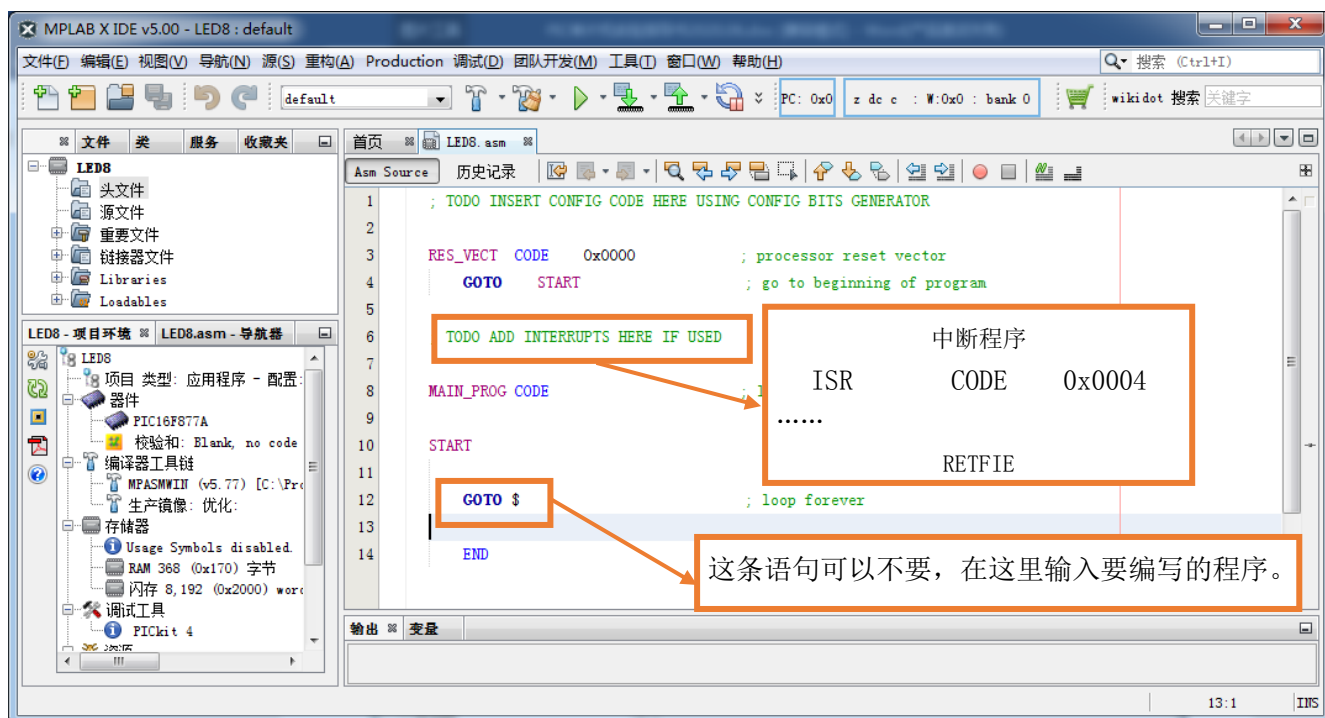 MPLAB X IDE v5.00 - LED8 : default
文件(F) 编辑(E) 视图(V) 导航(N) 源(S) 重构(A) Production 调试(D) 团队开发(M) 工具(T) 窗口(W) 帮助(H)
搜索 (Ctrl+I)
default
PC: 0x0
z dc c : W:0x0 : bank 0
wikidot 搜索 关键字
文件 类 服务 收藏夹
LED8
头文件
源文件
重要文件
链接器文件
Libraries
Loadables
LED8 - 项目环境 LED8.asm - 导航器
LED8
项目 类型: 应用程序 - 配置:
器件
PIC16F877A
校验和: Blank, no code
编译器工具链
MPASMWIN (v5.77) [C:\Pro
生产镜像: 优化:
存储器
Usage Symbols disabled.
RAM 368 (0x170) 字节
闪存 8,192 (0x2000) word
调试工具
PICkit 4
资源
首页 LED8.asm
Asm Source 历史记录
1 ; TODO INSERT CONFIG CODE HERE USING CONFIG BITS GENERATOR
2
3 RES_VECT CODE 0x0000 ; processor reset vector
4 GOTO START ; go to beginning of program
5
6 TODO ADD INTERRUPTS HERE IF USED
7
8 MAIN_PROG CODE ;
9
10 START
11
12 GOTO $ ; loop forever
13
14 END
中断程序
ISR CODE 0x0004
……
RETFIE
这条语句可以不要，在这里输入要编写的程序。
输出 变量
13:1 INS